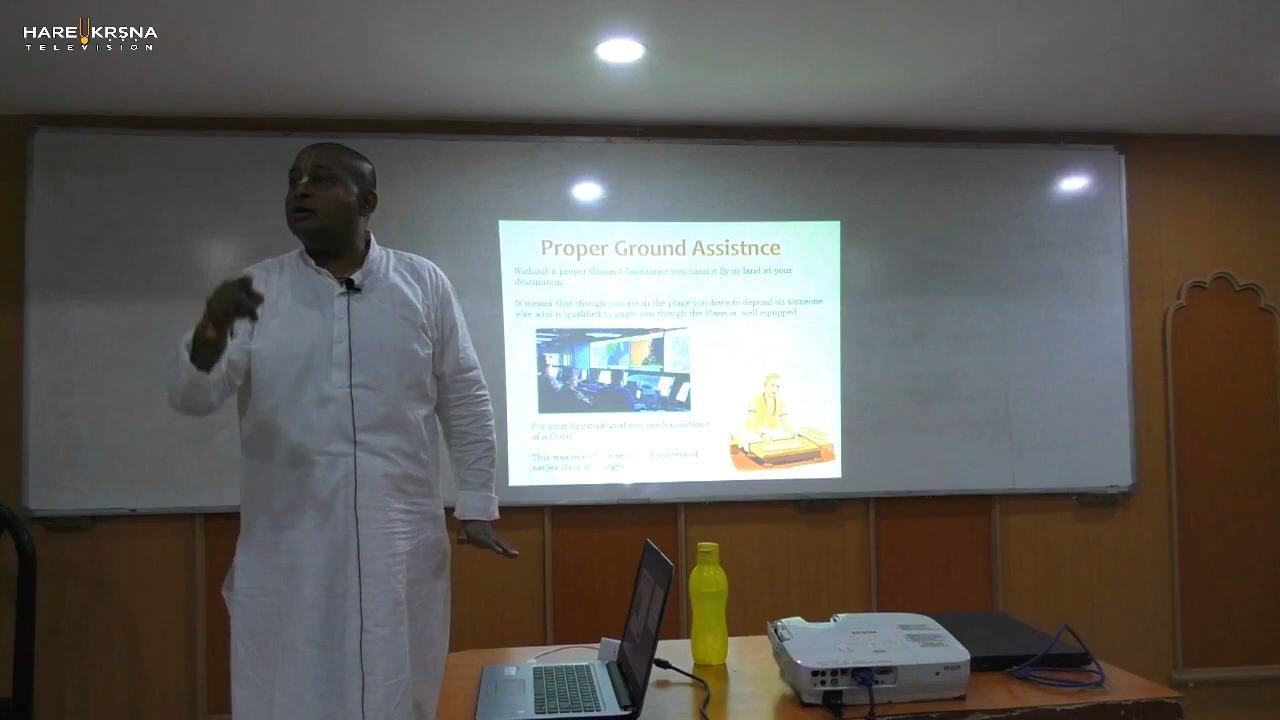 HARE KRSNA
TELEVISION
Proper Ground Assistnce
Without a proper Ground Assistance you cannot fly or land at your
destination.
It means that though you are in the plane you have to depend on someone
else who is qualified to guide you though the Plane is well equipped
For your Spiritual goal you need assistance
of a Guru
This was one of the success of
earlier days
EPSON
EPSON